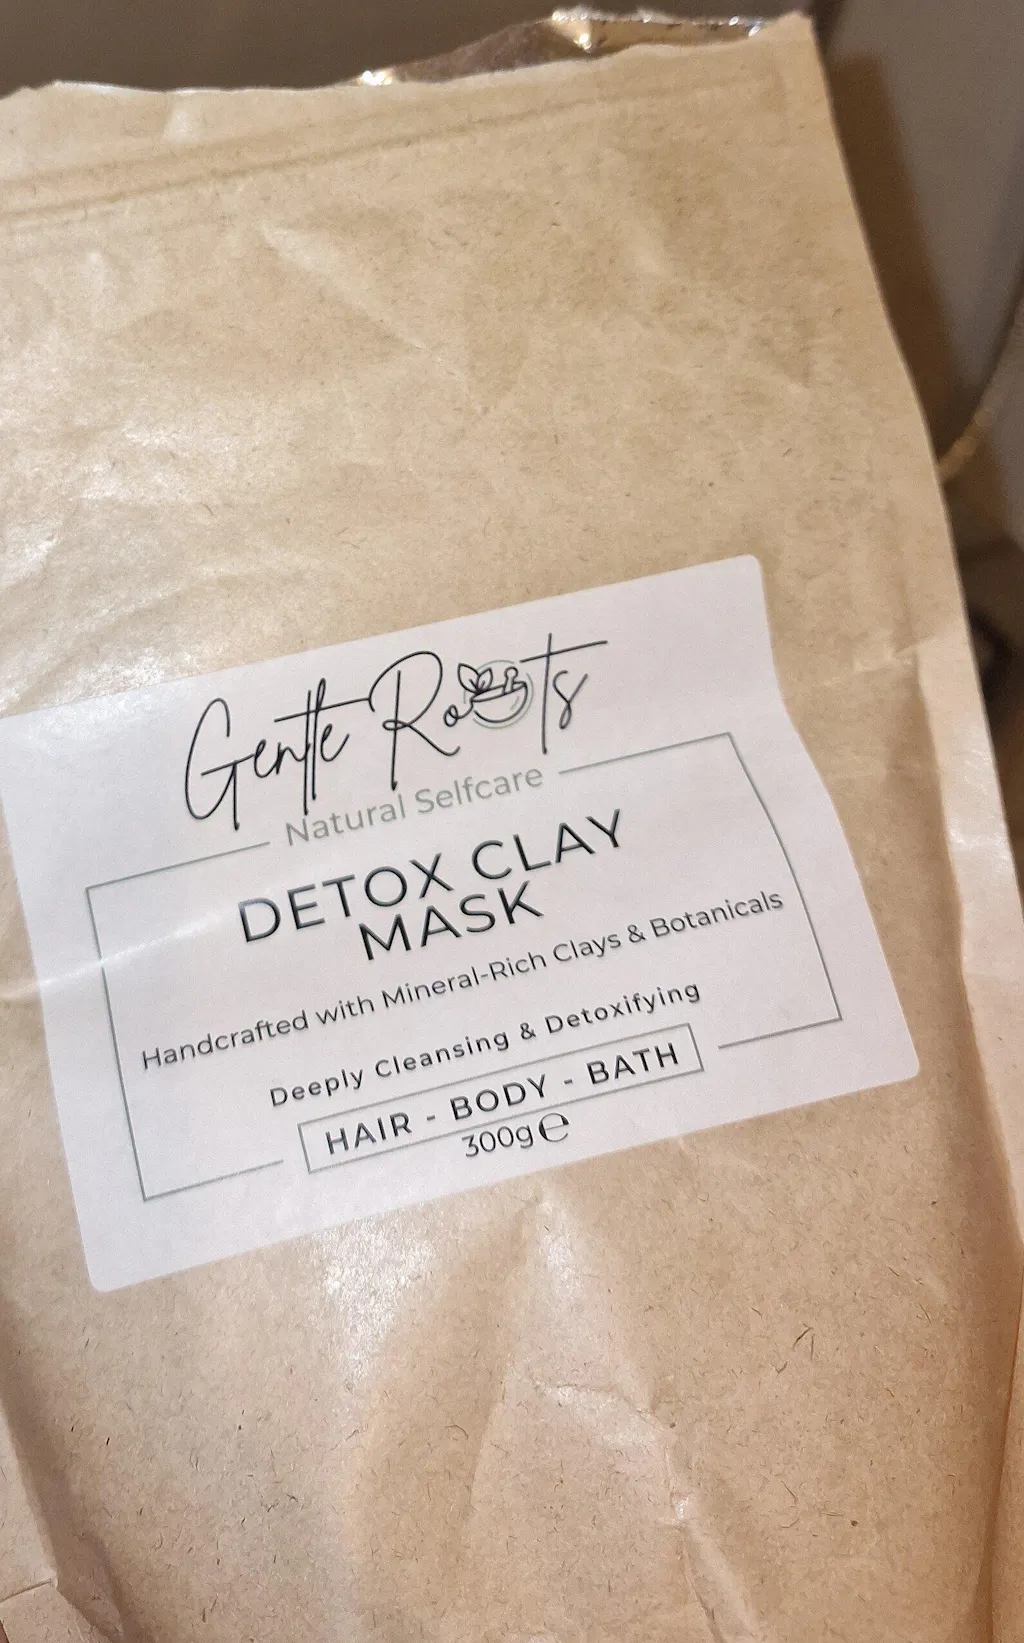 Gentle Roots
Natural Selfcare
DETOX CLAY
MASK
Handcrafted with Mineral-Rich Clays & Botanicals
Deeply Cleansing & Detoxifying
HAIR - BODY - BATH
300g ℮